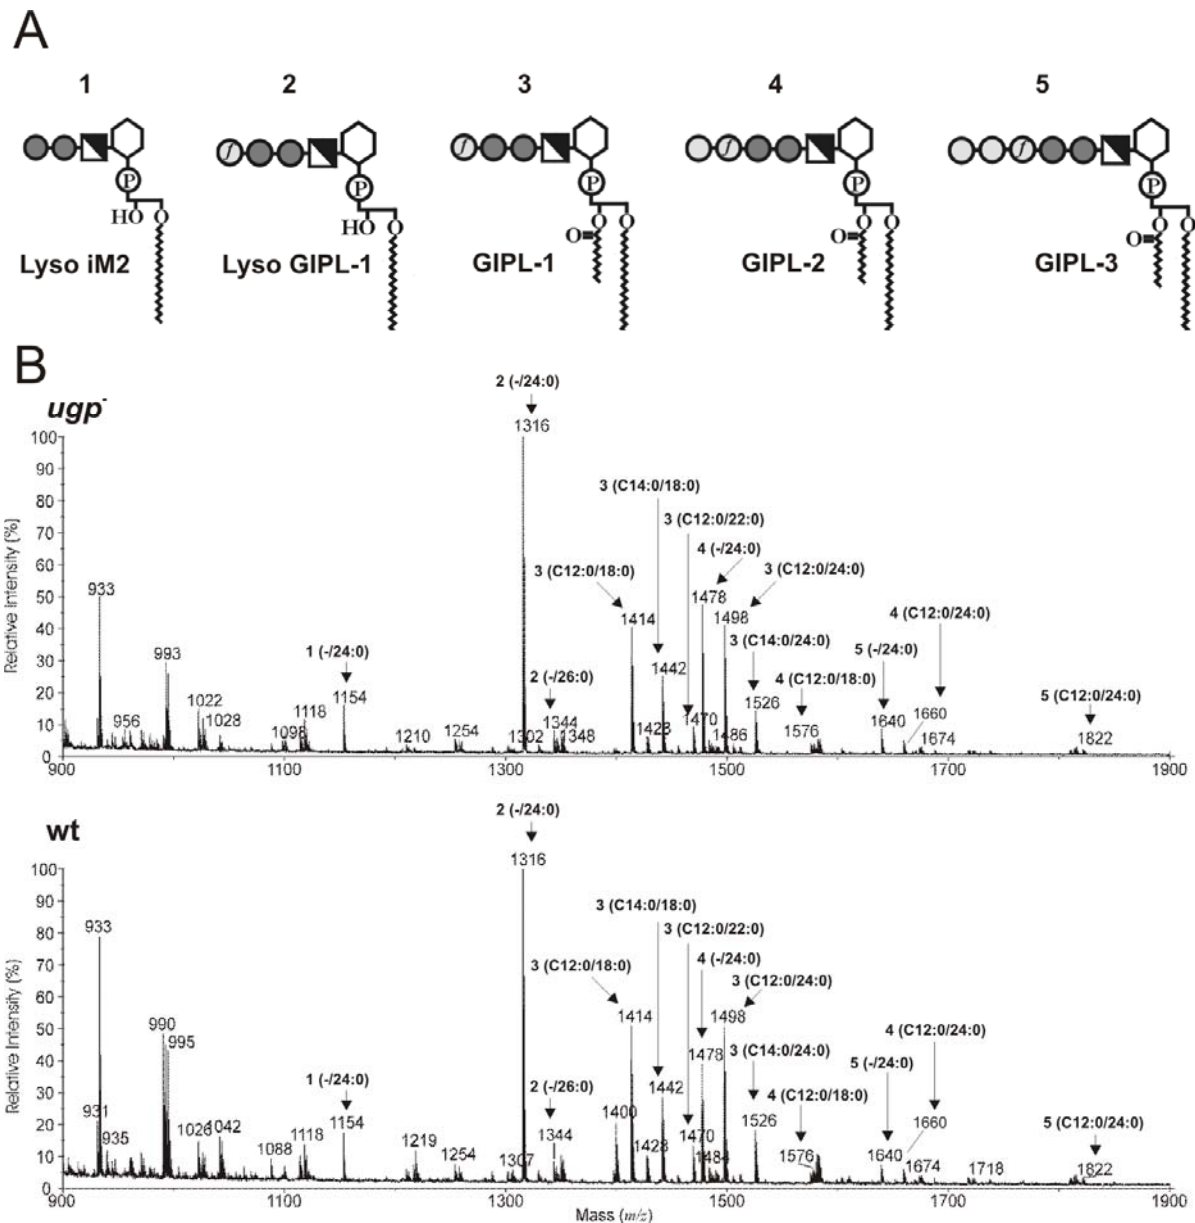 A
1 2 3 4 5
f f f f
P P P P P
HO O HO O O O O O O O
O= O= O=
Lyso iM2 Lyso GIPL-1 GIPL-1 GIPL-2 GIPL-3
B
ugp-
2 (-/24:0)
1316
3 (C14:0/18:0)
3 (C12:0/22:0)
4 (-/24:0)
3 (C12:0/18:0)
3 (C12:0/24:0)
1478
1414
1498
3 (C14:0/24:0)
4 (C12:0/24:0)
1 (-/24:0)
2 (-/26:0)
4 (C12:0/18:0)
5 (-/24:0)
5 (C12:0/24:0)
933
993
1442
1154
1022
1028
1118
956
1098
1210
1254
1302
1344
1348
1428
1470
1486
1526
1576
1640
1660
1674
1822
Relative Intensity (%)
100
90
80
70
60
50
40
30
20
10
0
900 1100 1300 1500 1700 1900
wt
2 (-/24:0)
1316
3 (C14:0/18:0)
3 (C12:0/22:0)
4 (-/24:0)
3 (C12:0/18:0)
3 (C12:0/24:0)
1414
1498
4 (C12:0/24:0)
1478
3 (C14:0/24:0)
5 (-/24:0)
1 (-/24:0)
2 (-/26:0)
4 (C12:0/18:0)
5 (C12:0/24:0)
933
990
995
931
935
1026
1042
1088
1118
1154
1219
1254
1307
1344
1400
1428
1442
1470
1484
1526
1576
1640
1660
1674
1718
1822
Relative Intensity (%)
100
90
80
70
60
50
40
30
20
10
0
900 1100 1300 1500 1700 1900
Mass (m/z)